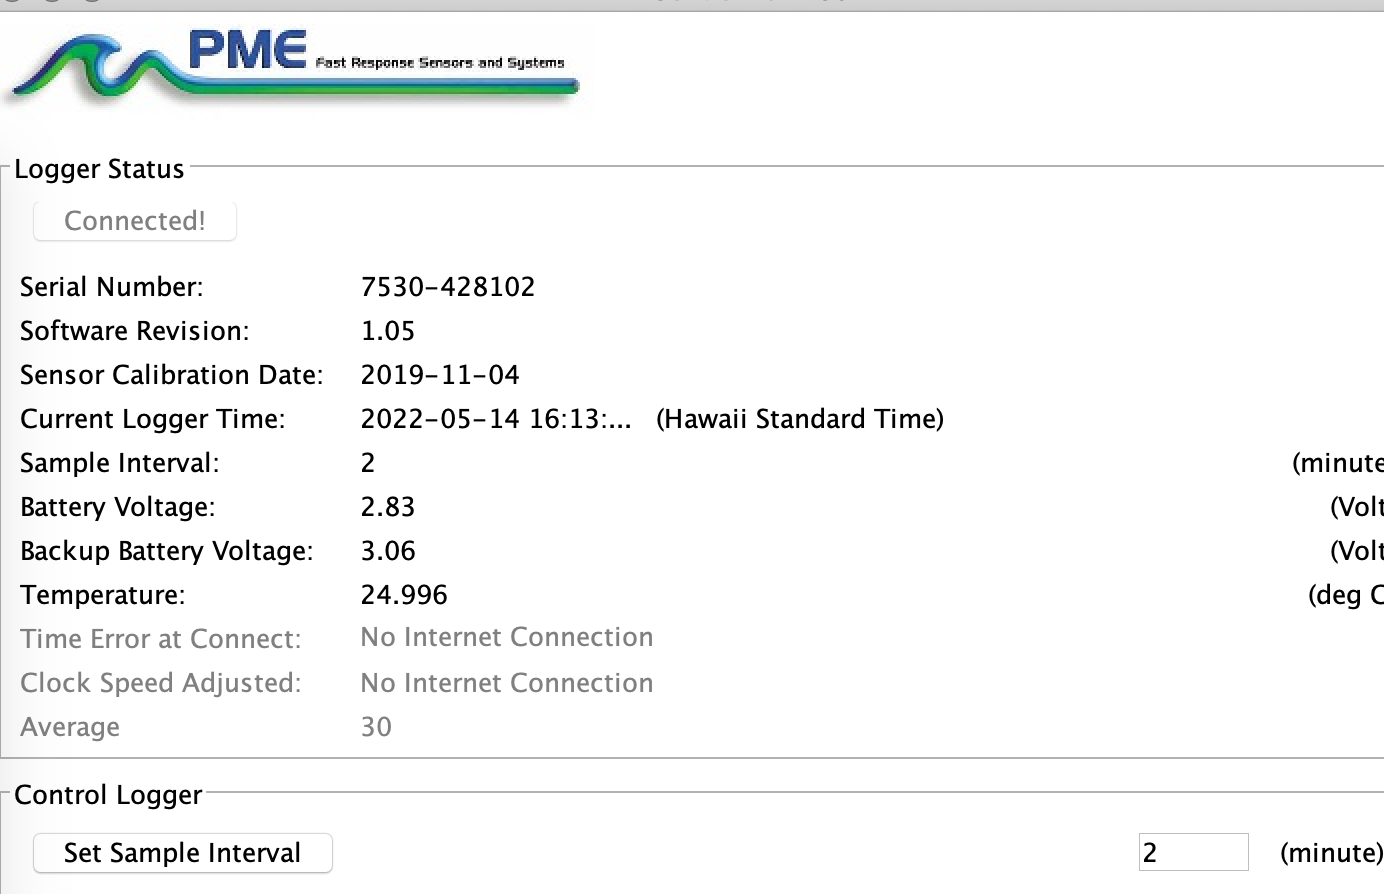 PME Fast Response Sensors and Systems
Logger Status
Connected!
Serial Number: 7530-428102
Software Revision: 1.05
Sensor Calibration Date: 2019-11-04
Current Logger Time: 2022-05-14 16:13:... (Hawaii Standard Time)
Sample Interval: 2 (minute
Battery Voltage: 2.83 (Volt
Backup Battery Voltage: 3.06 (Volt
Temperature: 24.996 (deg C
Time Error at Connect: No Internet Connection
Clock Speed Adjusted: No Internet Connection
Average 30
Control Logger
Set Sample Interval 2 (minute)